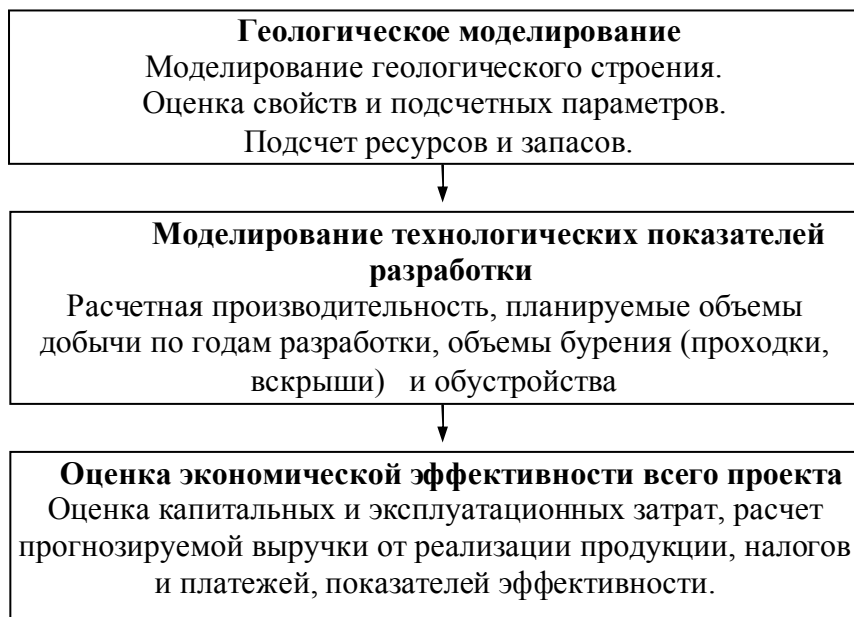 Геологическое моделирование
Моделирование геологического строения.
Оценка свойств и подсчетных параметров.
Подсчет ресурсов и запасов.
Моделирование технологических показателей
разработки
Расчетная производительность, планируемые объемы
добычи по годам разработки, объемы бурения (проходки,
вскрыши) и обустройства
Оценка экономической эффективности всего проекта
Оценка капитальных и эксплуатационных затрат, расчет
прогнозируемой выручки от реализации продукции, налогов
и платежей, показателей эффективности.